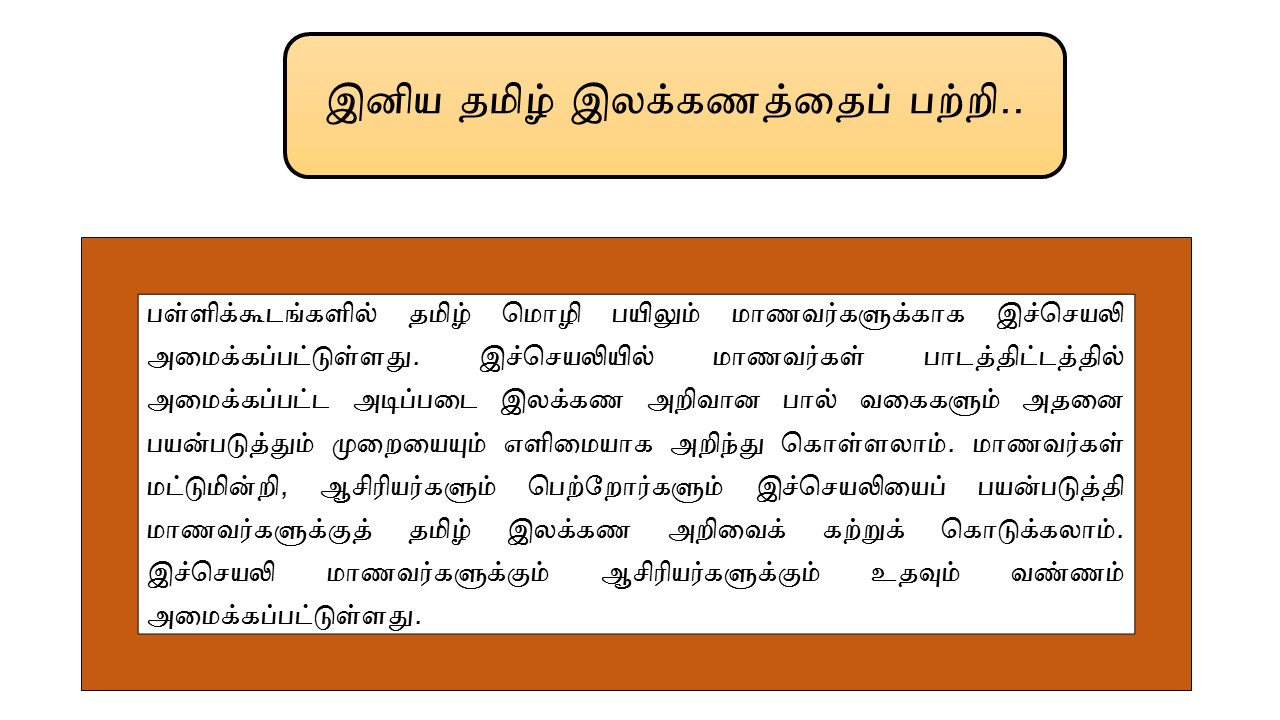 இனிய தமிழ் இலக்கணத்தைப் பற்றி..
பள்ளிக்கூடங்களில் தமிழ் மொழி பயிலும் மாணவர்களுக்காக இச்செயலி
அமைக்கப்பட்டுள்ளது. இச்செயலியில் மாணவர்கள் பாடத்திட்டத்தில்
அமைக்கப்பட்ட அடிப்படை இலக்கண அறிவான பால் வகைகளும் அதனை
பயன்படுத்தும் முறையையும் எளிமையாக அறிந்து கொள்ளலாம். மாணவர்கள்
மட்டுமின்றி, ஆசிரியர்களும் பெற்றோர்களும் இச்செயலியைப் பயன்படுத்தி
மாணவர்களுக்குத் தமிழ் இலக்கண அறிவைக் கற்றுக் கொடுக்கலாம்.
இச்செயலி மாணவர்களுக்கும் ஆசிரியர்களுக்கும் உதவும் வண்ணம்
அமைக்கப்பட்டுள்ளது.